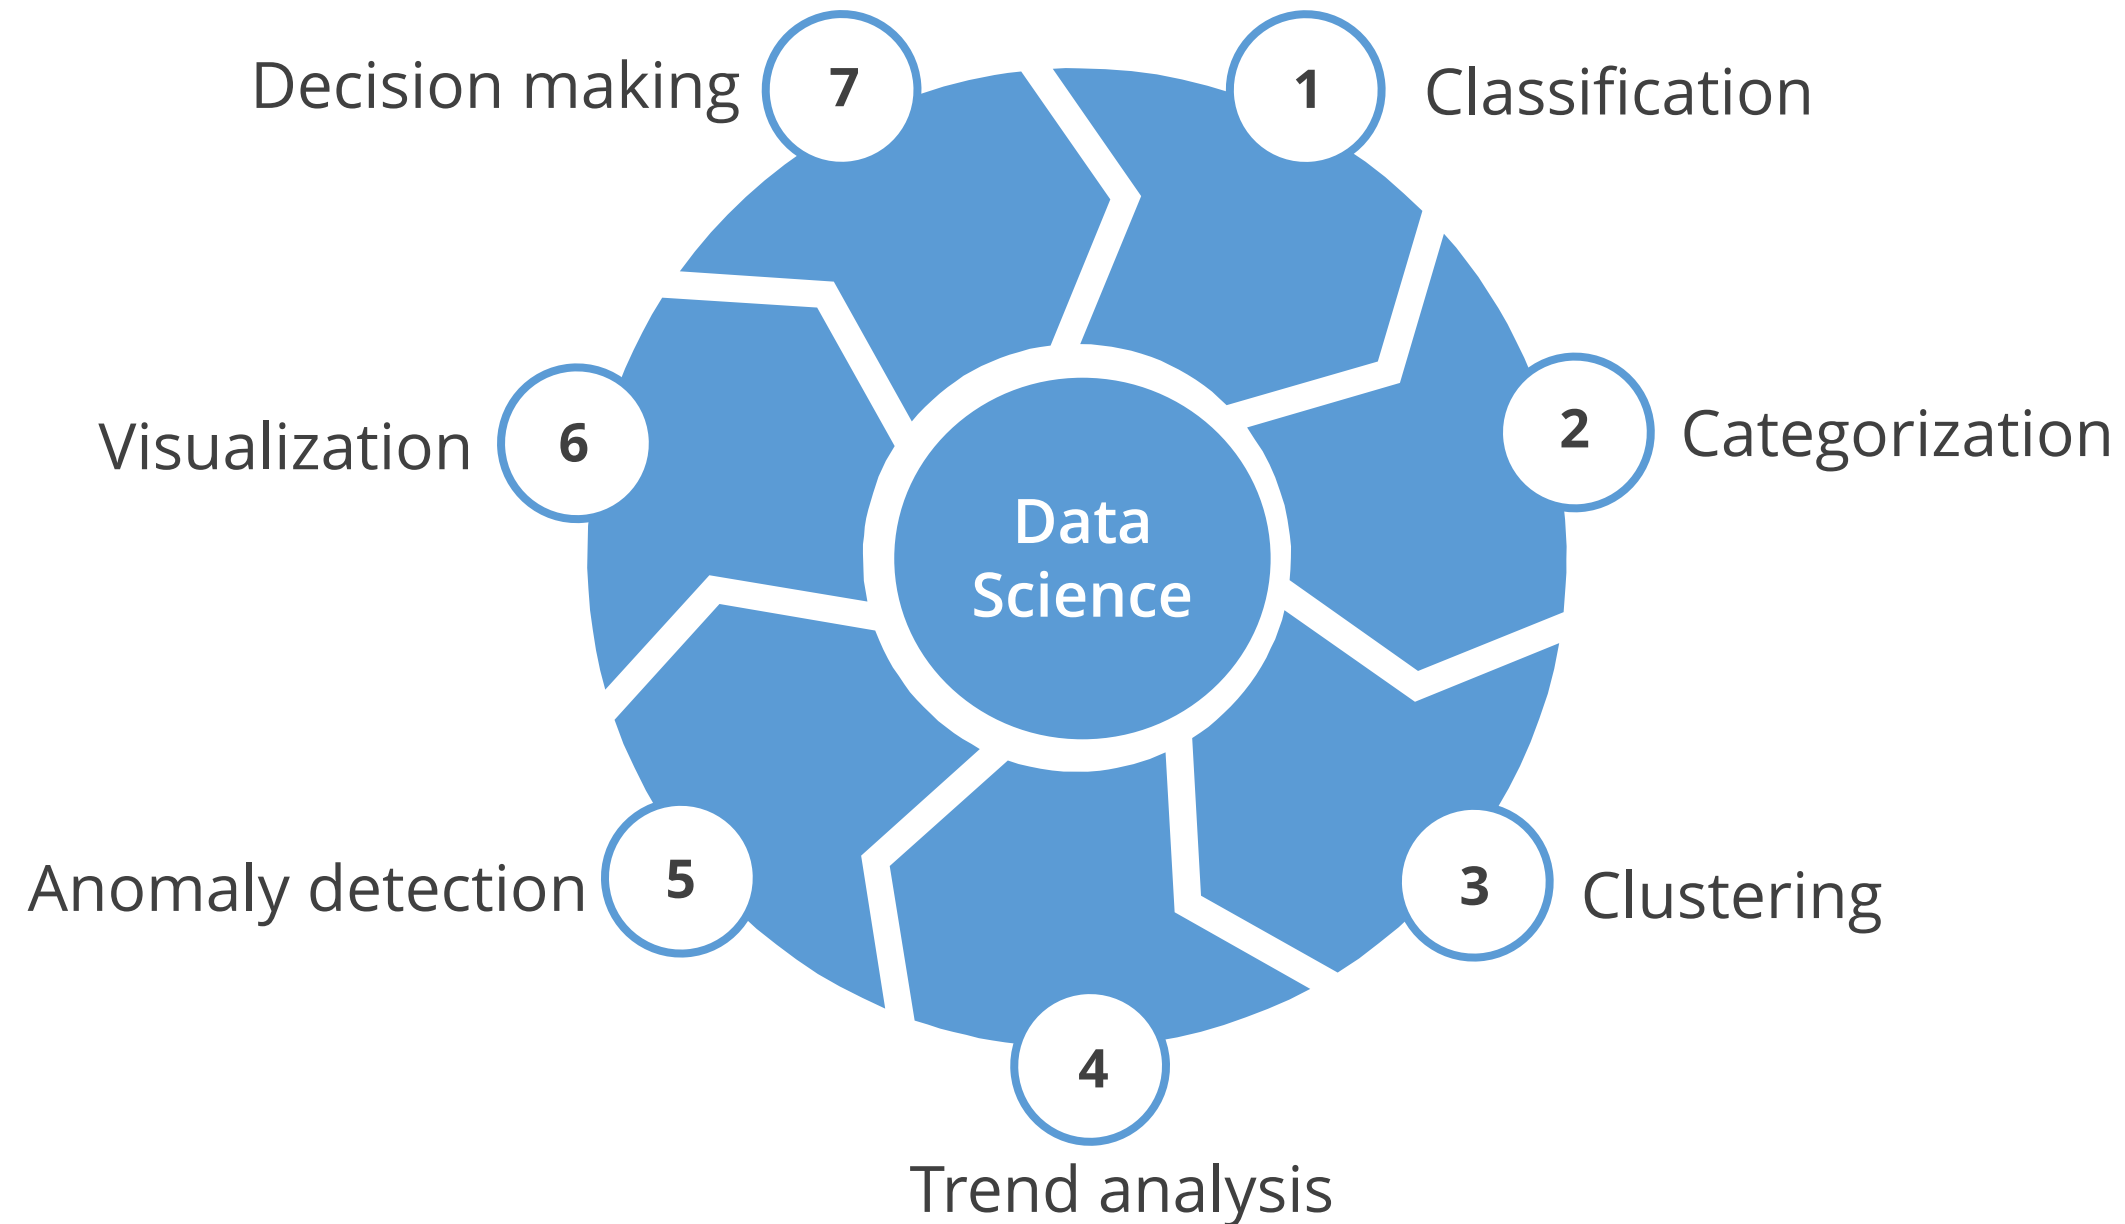 Data
Science
1
Classification
2
Categorization
3
Clustering
4
Trend analysis
5
Anomaly detection
6
Visualization
7
Decision making